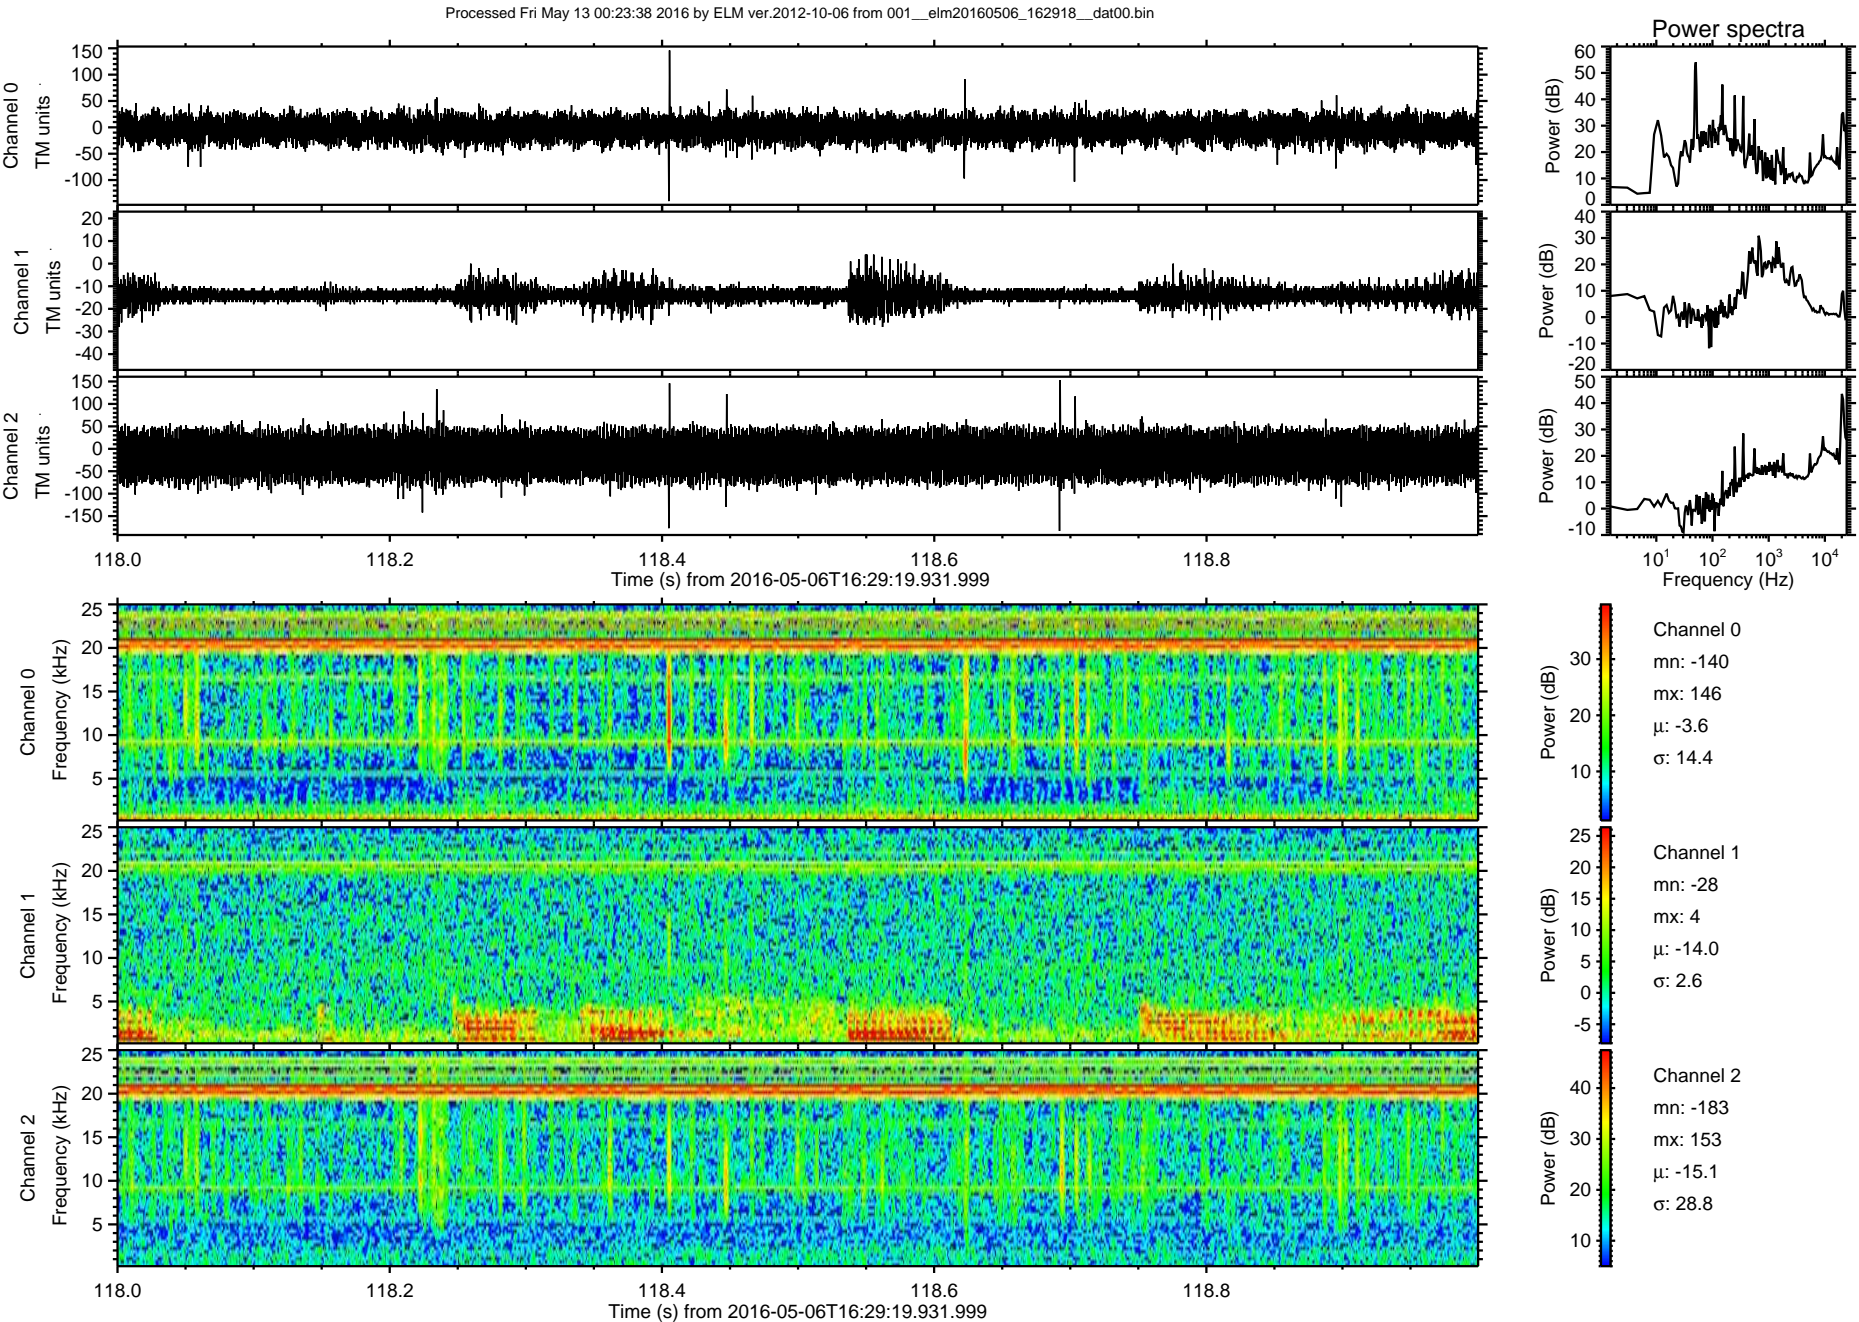 Processed Fri May 13 00:23:38 2016 by ELM ver.2012-10-06 from 001__elm20160506_162918__dat00.bin
Power spectra
Channel 0
TM units
150
100
50
0
-50
-100
Power (dB)
60
50
40
30
20
10
0
Channel 1
TM units
20
10
0
-10
-20
-30
-40
Power (dB)
40
30
20
10
0
-10
-20
Channel 2
TM units
150
100
50
0
-50
-100
-150
Power (dB)
50
40
30
20
10
0
-10
118.0 118.2 118.4 118.6 118.8
Time (s) from 2016-05-06T16:29:19.931.999
10^1 10^2 10^3 10^4
Frequency (Hz)
Channel 0
Frequency (kHz)
25
20
15
10
5
Power (dB)
30
20
10
Channel 0
mn: -140
mx: 146
μ: -3.6
σ: 14.4
Channel 1
Frequency (kHz)
25
20
15
10
5
Power (dB)
25
20
15
10
5
0
-5
Channel 1
mn: -28
mx: 4
μ: -14.0
σ: 2.6
Channel 2
Frequency (kHz)
25
20
15
10
5
Power (dB)
40
30
20
10
Channel 2
mn: -183
mx: 153
μ: -15.1
σ: 28.8
118.0 118.2 118.4 118.6 118.8
Time (s) from 2016-05-06T16:29:19.931.999